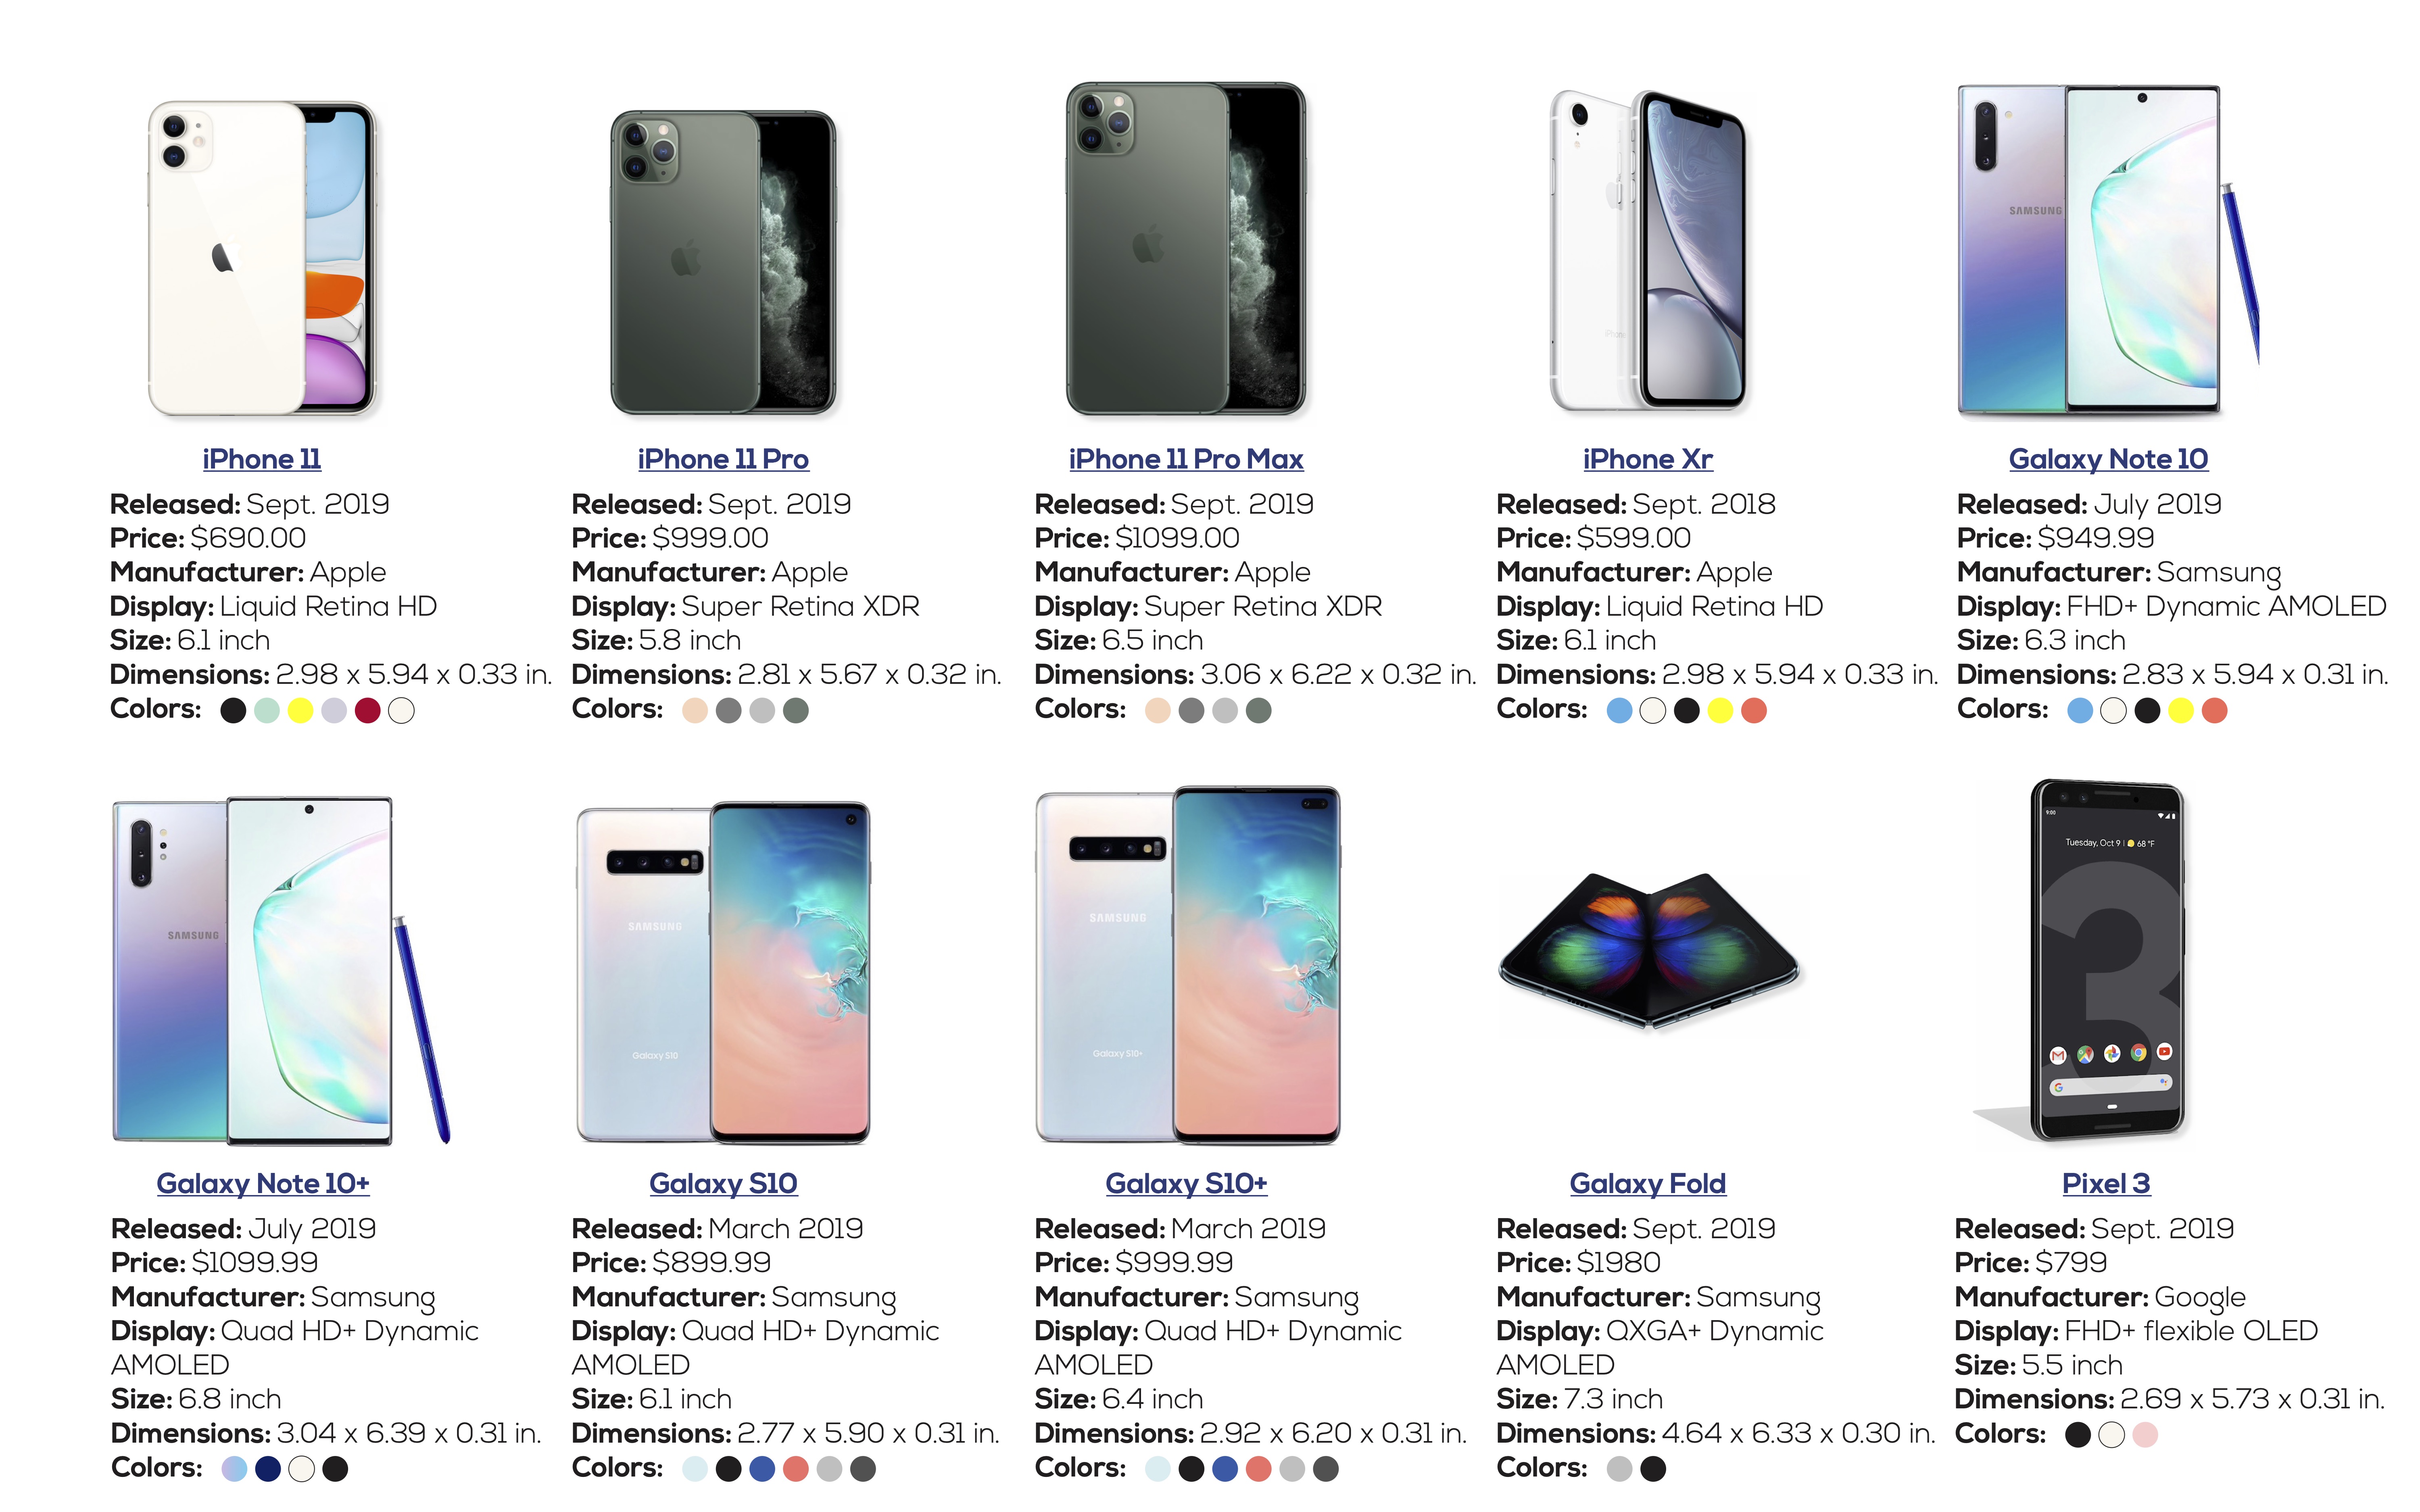 SAMSUNG
iPhone 11
Released: Sept. 2019
Price: $690.00
Manufacturer: Apple
Display: Liquid Retina HD
Size: 6.1 inch
Dimensions: 2.98 x 5.94 x 0.33 in.
Colors:
iPhone 11 Pro
Released: Sept. 2019
Price: $999.00
Manufacturer: Apple
Display: Super Retina XDR
Size: 5.8 inch
Dimensions: 2.81 x 5.67 x 0.32 in.
Colors:
iPhone 11 Pro Max
Released: Sept. 2019
Price: $1099.00
Manufacturer: Apple
Display: Super Retina XDR
Size: 6.5 inch
Dimensions: 3.06 x 6.22 x 0.32 in.
Colors:
iPhone Xr
Released: Sept. 2018
Price: $599.00
Manufacturer: Apple
Display: Liquid Retina HD
Size: 6.1 inch
Dimensions: 2.98 x 5.94 x 0.33 in.
Colors:
Galaxy Note 10
Released: July 2019
Price: $949.99
Manufacturer: Samsung
Display: FHD+ Dynamic AMOLED
Size: 6.3 inch
Dimensions: 2.83 x 5.94 x 0.31 in.
Colors:
SAMSUNG
Galaxy Note 10+
Released: July 2019
Price: $1099.99
Manufacturer: Samsung
Display: Quad HD+ Dynamic
AMOLED
Size: 6.8 inch
Dimensions: 3.04 x 6.39 x 0.31 in.
Colors:
SAMSUNG
Galaxy S10
Galaxy S10
Released: March 2019
Price: $899.99
Manufacturer: Samsung
Display: Quad HD+ Dynamic
AMOLED
Size: 6.1 inch
Dimensions: 2.77 x 5.90 x 0.31 in.
Colors:
SAMSUNG
Galaxy S10+
Galaxy S10+
Released: March 2019
Price: $999.99
Manufacturer: Samsung
Display: Quad HD+ Dynamic
AMOLED
Size: 6.4 inch
Dimensions: 2.92 x 6.20 x 0.31 in.
Colors:
Galaxy Fold
Released: Sept. 2019
Price: $1980
Manufacturer: Samsung
Display: QXGA+ Dynamic
AMOLED
Size: 7.3 inch
Dimensions: 4.64 x 6.33 x 0.30 in.
Colors:
9:00
Tuesday, Oct 9 | 68 °F
3
Pixel 3
Released: Sept. 2019
Price: $799
Manufacturer: Google
Display: FHD+ flexible OLED
Size: 5.5 inch
Dimensions: 2.69 x 5.73 x 0.31 in.
Colors: